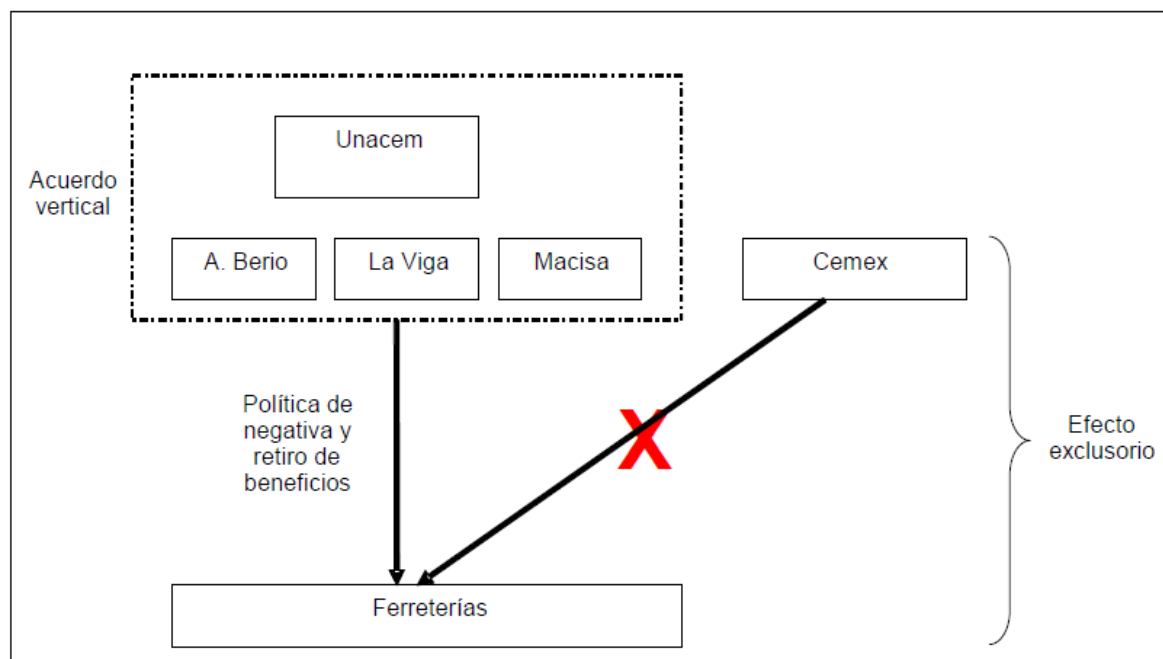 Unacem
Acuerdo
vertical
A. Berio
La Viga
Macisa
Cemex
Política de
negativa y
retiro de
beneficios
X
Efecto
exclusorio
Ferreterías